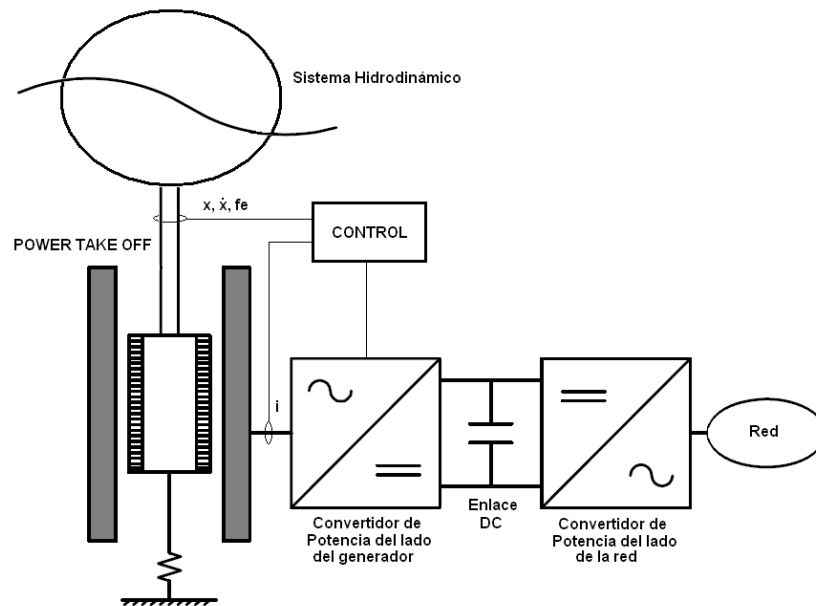 Sistema Hidrodinámico
x, ẋ, fe
POWER TAKE OFF
CONTROL
i
Red
Enlace
DC
Convertidor de
Potencia del lado
del generador
Convertidor de
Potencia del lado
de la red